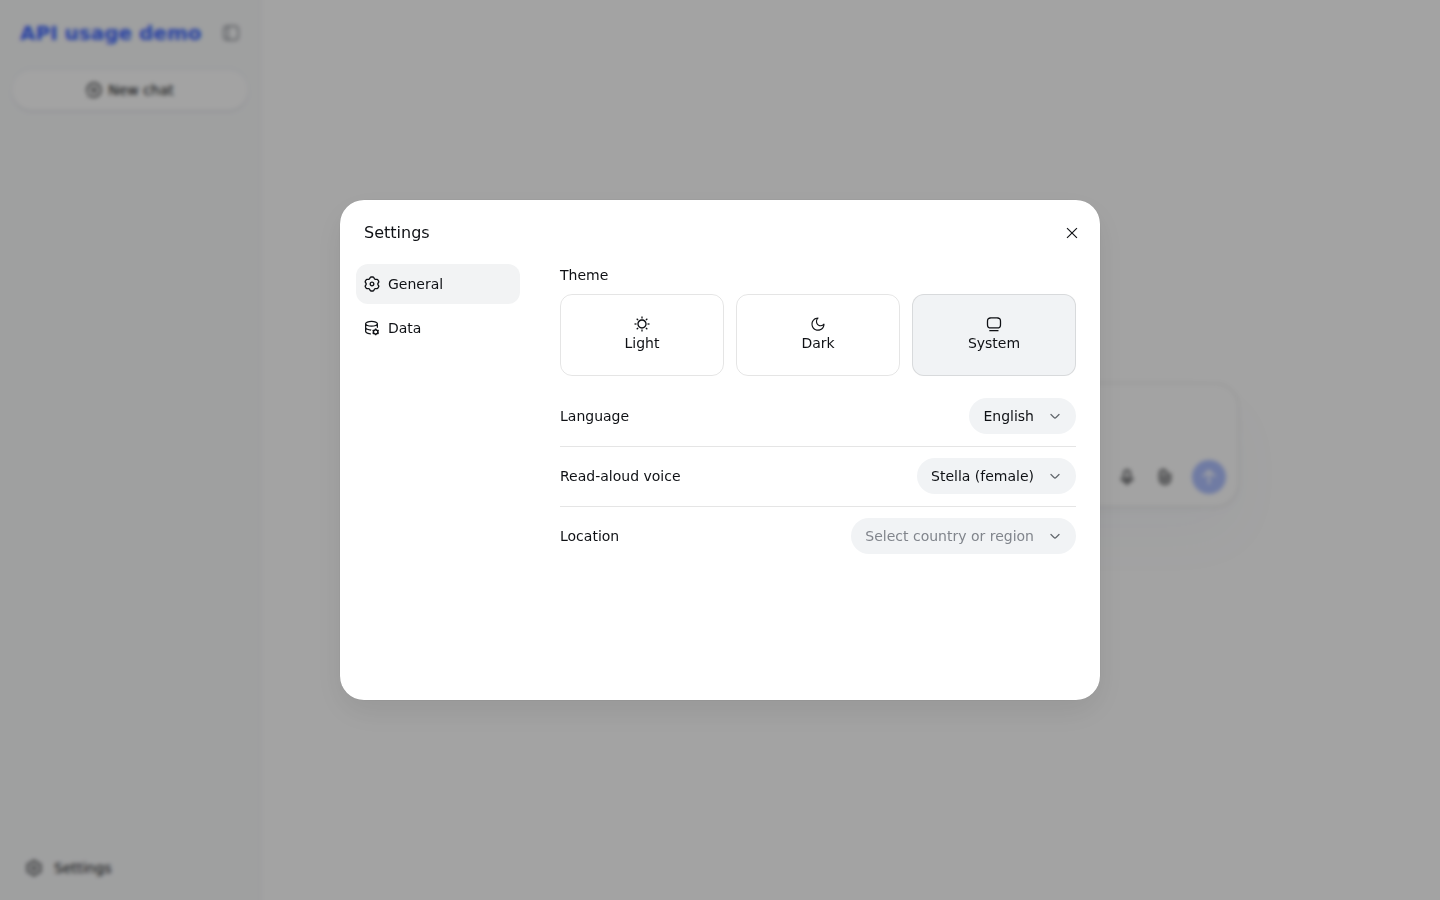 API usage demo
New chat
Settings
General
Data
Theme
Light
Dark
System
Language
English
Read-aloud voice
Stella (female)
Location
Select country or region
Settings